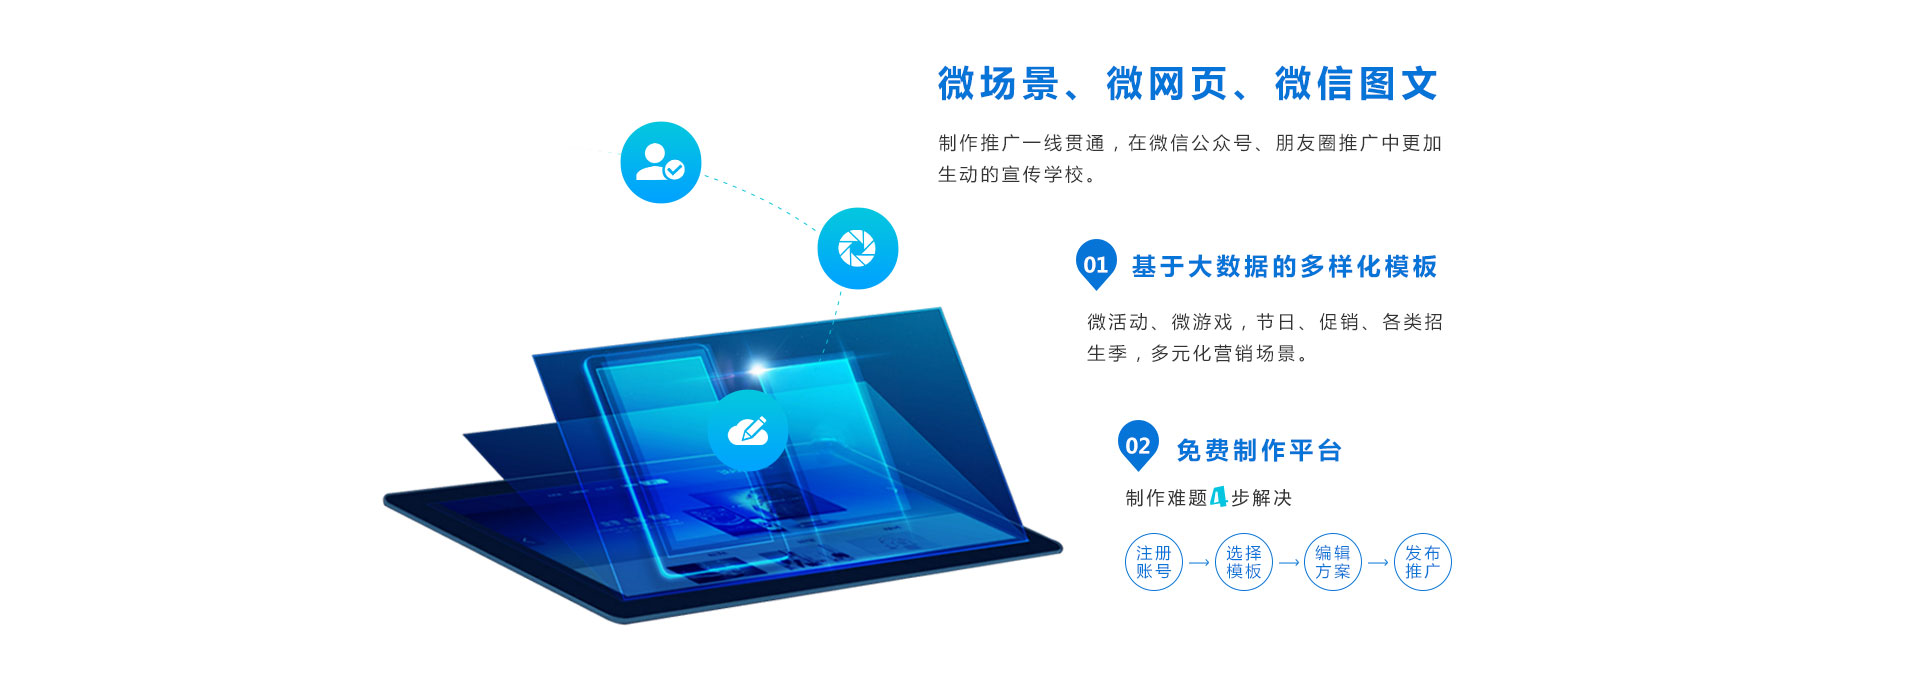 微场景、微网页、微信图文
制作推广一线贯通，在微信公众号、朋友圈推广中更加
生动的宣传学校。
01
基于大数据的多样化模板
微活动、微游戏，节日、促销、各类招
生季，多元化营销场景。
02
免费制作平台
制作难题4步解决
注册
账号
选择
模板
编辑
方案
发布
推广